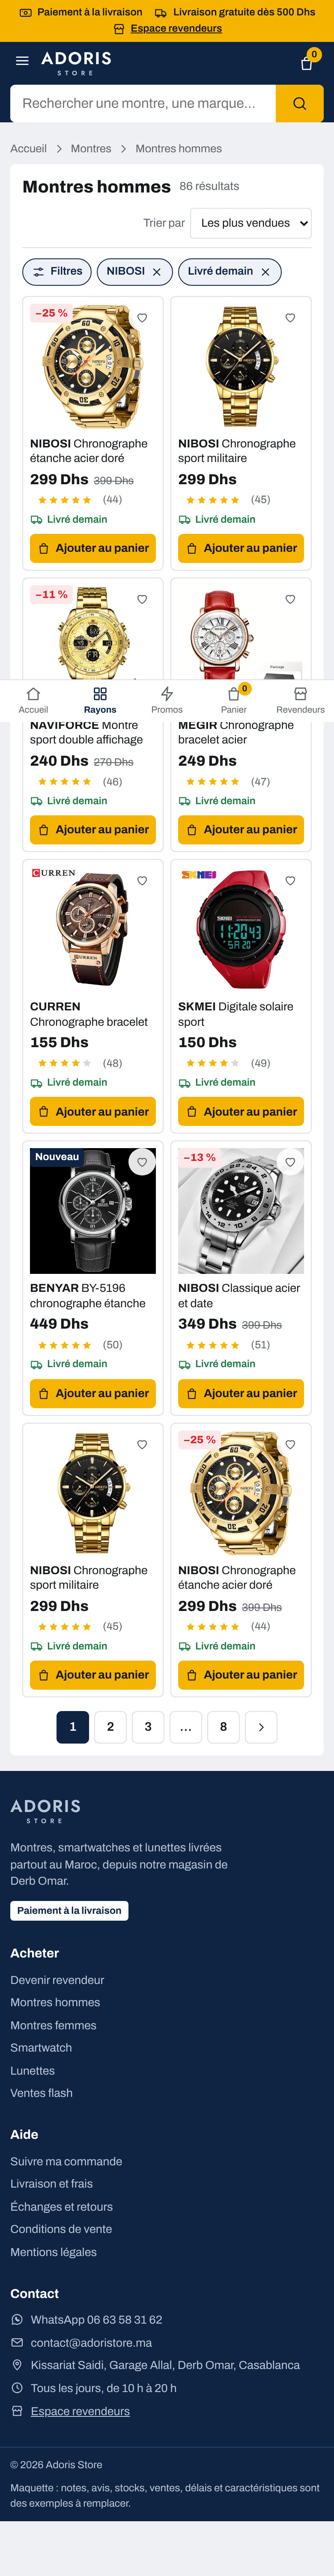 Paiement à la livraison Livraison gratuite dès 500 Dhs
Espace revendeurs
ADORIS
STORE
0
Rechercher une montre, une marque...
Accueil > Montres > Montres hommes
Montres hommes 86 résultats
Trier par Les plus vendues
Filtres NIBOSI × Livré demain ×
−25 %
NIBOSI Chronographe
étanche acier doré
299 Dhs 399 Dhs
(44)
Livré demain
Ajouter au panier
NIBOSI Chronographe
sport militaire
299 Dhs
(45)
Livré demain
Ajouter au panier
−11 %
Accueil
Rayons
Promos
0
Panier
Revendeurs
NAVIFORCE Montre
sport double affichage
240 Dhs 270 Dhs
(46)
Livré demain
Ajouter au panier
MEGIR Chronographe
bracelet acier
249 Dhs
(47)
Livré demain
Ajouter au panier
CURREN
CURREN
CURREN
Chronographe bracelet
155 Dhs
(48)
Livré demain
Ajouter au panier
SKMEI
SKMEI
SKMEI Digitale solaire
sport
150 Dhs
(49)
Livré demain
Ajouter au panier
Nouveau
BENYAR BY-5196
chronographe étanche
449 Dhs
(50)
Livré demain
Ajouter au panier
−13 %
NIBOSI Classique acier
et date
349 Dhs 399 Dhs
(51)
Livré demain
Ajouter au panier
NIBOSI Chronographe
sport militaire
299 Dhs
(45)
Livré demain
Ajouter au panier
−25 %
NIBOSI Chronographe
étanche acier doré
299 Dhs 399 Dhs
(44)
Livré demain
Ajouter au panier
1 2 3 ... 8 >
ADORIS
STORE
Montres, smartwatches et lunettes livrées
partout au Maroc, depuis notre magasin de
Derb Omar.
Paiement à la livraison
Acheter
Devenir revendeur
Montres hommes
Montres femmes
Smartwatch
Lunettes
Ventes flash
Aide
Suivre ma commande
Livraison et frais
Échanges et retours
Conditions de vente
Mentions légales
Contact
WhatsApp 06 63 58 31 62
contact@adoristore.ma
Kissariat Saidi, Garage Allal, Derb Omar, Casablanca
Tous les jours, de 10 h à 20 h
Espace revendeurs
© 2026 Adoris Store
Maquette : notes, avis, stocks, ventes, délais et caractéristiques sont
des exemples à remplacer.